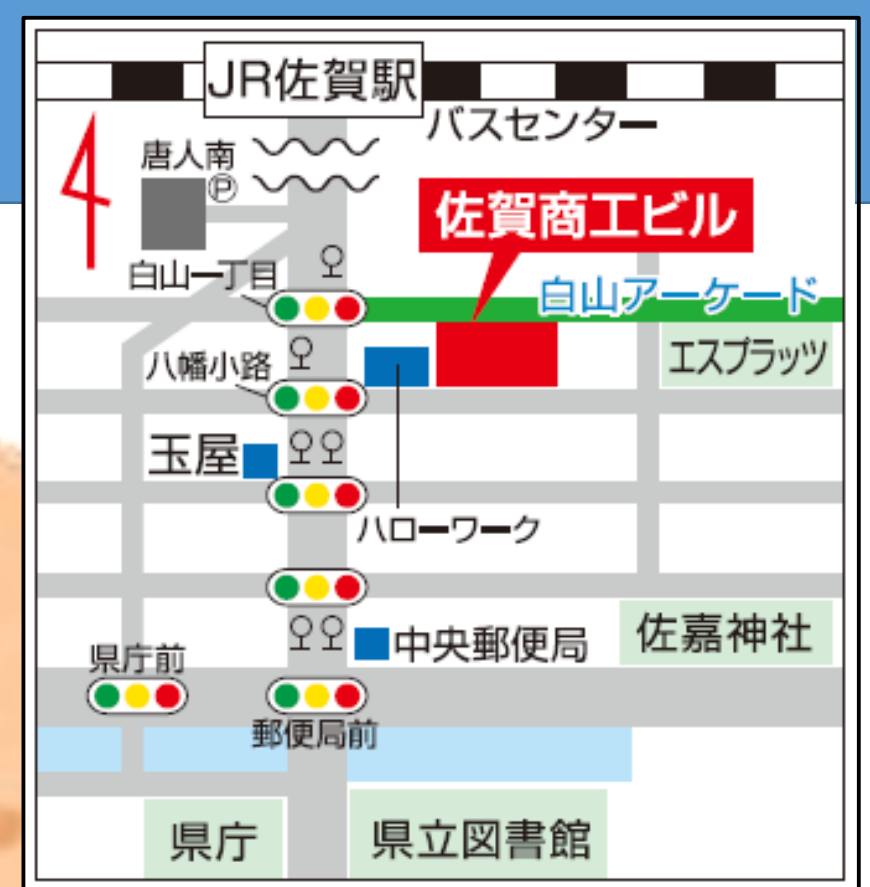 JR佐賀駅
バスセンター
唐人南
Ⓟ
佐賀商工ビル
白山一丁目
白山アーケード
八幡小路
エスプラッツ
玉屋
ハローワーク
中央郵便局
佐嘉神社
県庁前
郵便局前
県庁
県立図書館